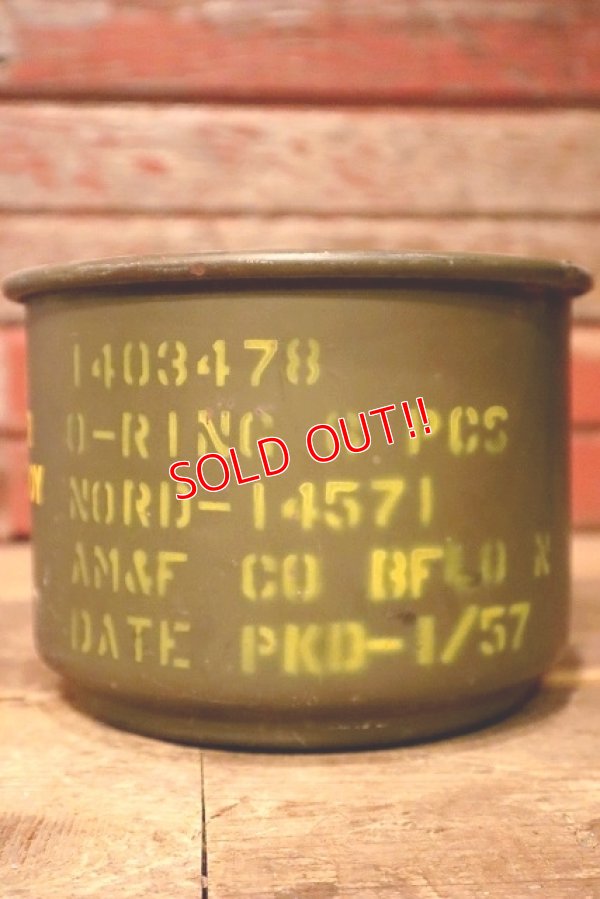 1403478
O-RING PCS
SOLD OUT!!
NORD-14571
AM&F CO BFLO N
DATE PKD-1/57